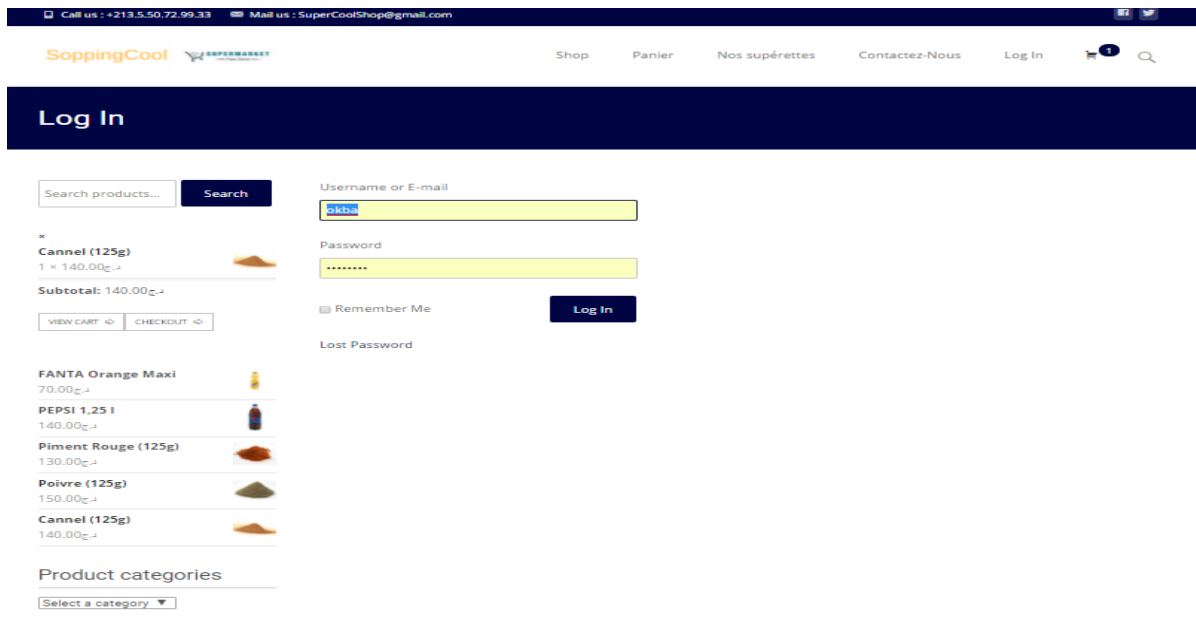 Call us : +213.5.50.72.99.33 Mail us : SuperCoolShop@gmail.com
SoppingCool SUPERMARKET Shop Panier Nos supérettes Contactez-Nous Log In 1
Log In
Search products... Search
×
Cannel (125g)
1 × 140.00د.ج
Subtotal: 140.00د.ج
VIEW CART CHECKOUT
FANTA Orange Maxi
70.00د.ج
PEPSI 1,25 l
140.00د.ج
Piment Rouge (125g)
130.00د.ج
Poivre (125g)
150.00د.ج
Cannel (125g)
140.00د.ج
Product categories
Select a category ▼
Username or E-mail
okba
Password
••••••••
Remember Me Log In
Lost Password